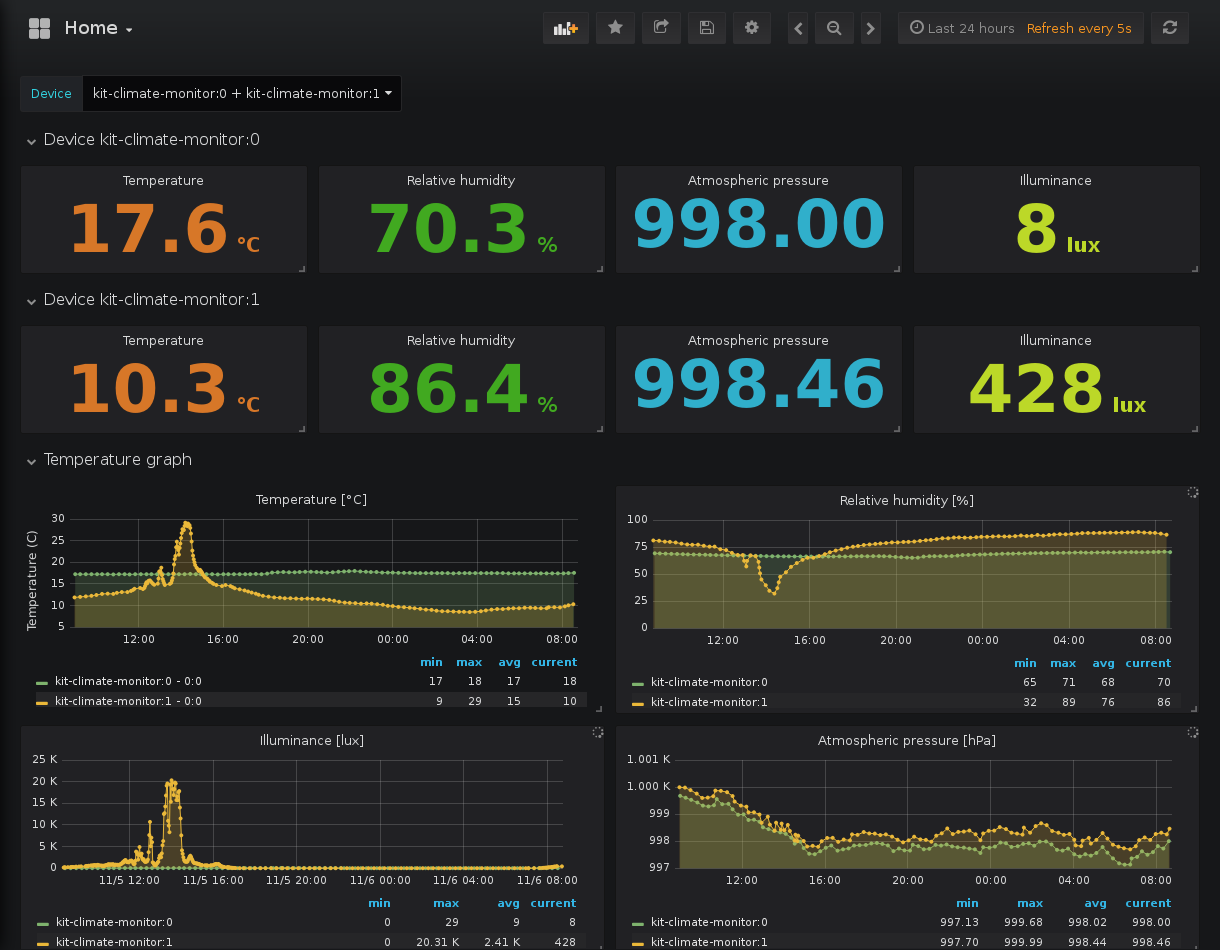 Home
Last 24 hours Refresh every 5s
Device kit-climate-monitor:0 + kit-climate-monitor:1
Device kit-climate-monitor:0
Temperature Relative humidity Atmospheric pressure Illuminance
17.6 °C 70.3 % 998.00 8 lux
Device kit-climate-monitor:1
Temperature Relative humidity Atmospheric pressure Illuminance
10.3 °C 86.4 % 998.46 428 lux
Temperature graph
Temperature [°C]
Temperature (C)
30
25
20
15
10
5
12:00 16:00 20:00 00:00 04:00 08:00
min max avg current
kit-climate-monitor:0 - 0:0 17 18 17 18
kit-climate-monitor:1 - 0:0 9 29 15 10
Relative humidity [%]
100
75
50
25
0
12:00 16:00 20:00 00:00 04:00 08:00
min max avg current
kit-climate-monitor:0 65 71 68 70
kit-climate-monitor:1 32 89 76 86
Illuminance [lux]
25 K
20 K
15 K
10 K
5 K
0
11/5 12:00 11/5 16:00 11/5 20:00 11/6 00:00 11/6 04:00 11/6 08:00
min max avg current
kit-climate-monitor:0 0 29 9 8
kit-climate-monitor:1 0 20.31 K 2.41 K 428
Atmospheric pressure [hPa]
1.001 K
1.000 K
999
998
997
12:00 16:00 20:00 00:00 04:00 08:00
min max avg current
kit-climate-monitor:0 997.13 999.68 998.02 998.00
kit-climate-monitor:1 997.70 999.99 998.44 998.46